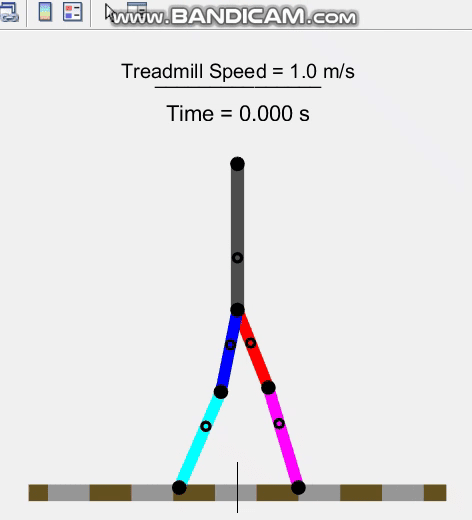 www.BANDICAM.com
Treadmill Speed = 1.0 m/s
Time = 0.000 s